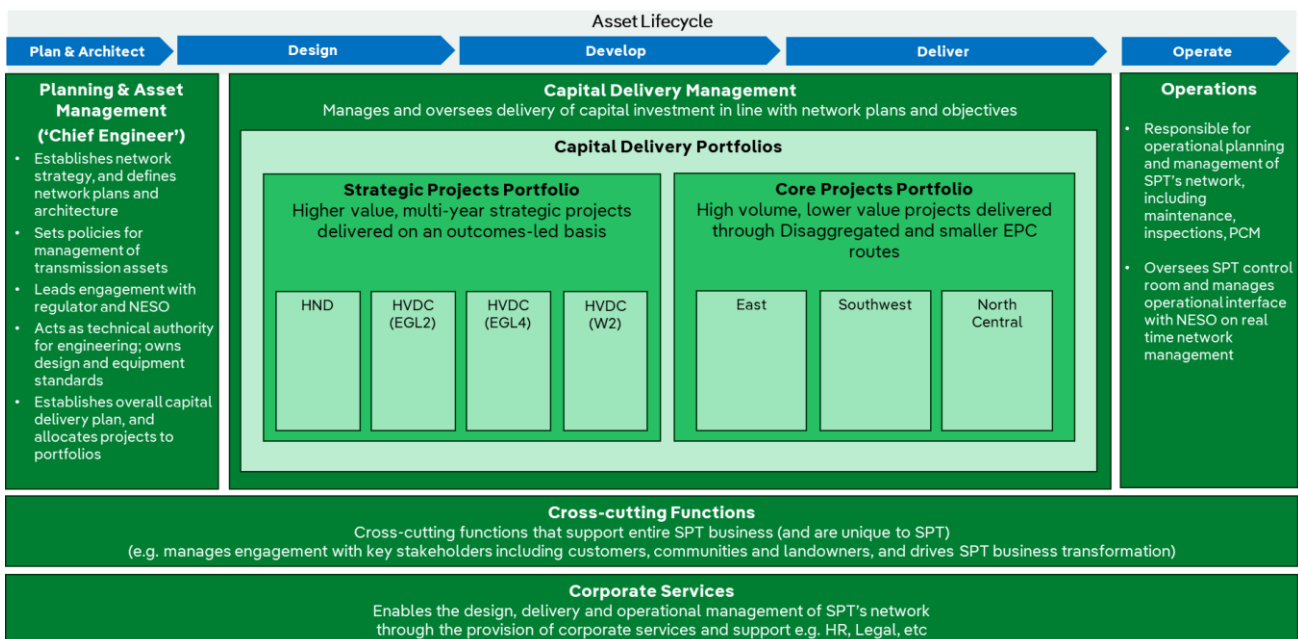 Asset Lifecycle
Plan & Architect
Design
Develop
Deliver
Operate
Planning & Asset
Management
(‘Chief Engineer’)
• Establishes network
strategy, and defines
network plans and
architecture
• Sets policies for
management of
transmission assets
• Leads engagement with
regulator and NESO
• Acts as technical authority
for engineering; owns
design and equipment
standards
• Establishes overall capital
delivery plan, and
allocates projects to
portfolios
Capital Delivery Management
Manages and oversees delivery of capital investment in line with network plans and objectives
Capital Delivery Portfolios
Strategic Projects Portfolio
Higher value, multi-year strategic projects
delivered on an outcomes-led basis
HND
HVDC
(EGL2)
HVDC
(EGL4)
HVDC
(W2)
Core Projects Portfolio
High volume, lower value projects delivered
through Disaggregated and smaller EPC
routes
East
Southwest
North
Central
Operations
• Responsible for
operational planning
and management of
SPT’s network,
including
maintenance,
inspections, PCM
• Oversees SPT control
room and manages
operational interface
with NESO on real
time network
management
Cross-cutting Functions
Cross-cutting functions that support entire SPT business (and are unique to SPT)
(e.g. manages engagement with key stakeholders including customers, communities and landowners, and drives SPT business transformation)
Corporate Services
Enables the design, delivery and operational management of SPT’s network
through the provision of corporate services and support e.g. HR, Legal, etc